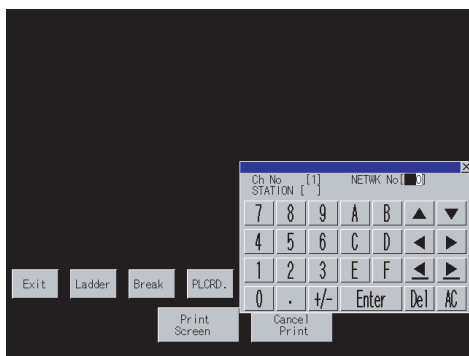 ×
Ch No [1] NETWK No[ 0]
STATION [ ]
7 8 9 A B ▲ ▼
4 5 6 C D ◀ ▶
1 2 3 E F ◀ ▶
0 . +/- Enter Del AC
Exit Ladder Break PLCRD.
Print Screen
Cancel Print